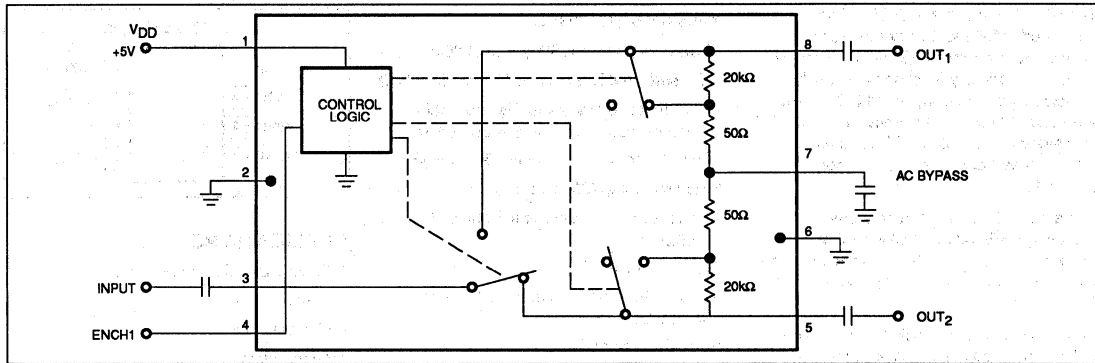 VDD
+5V
1
8
OUT1
20kΩ
CONTROL
LOGIC
50Ω
7
2
AC BYPASS
50Ω
6
INPUT
3
20kΩ
ENCH1
4
5
OUT2